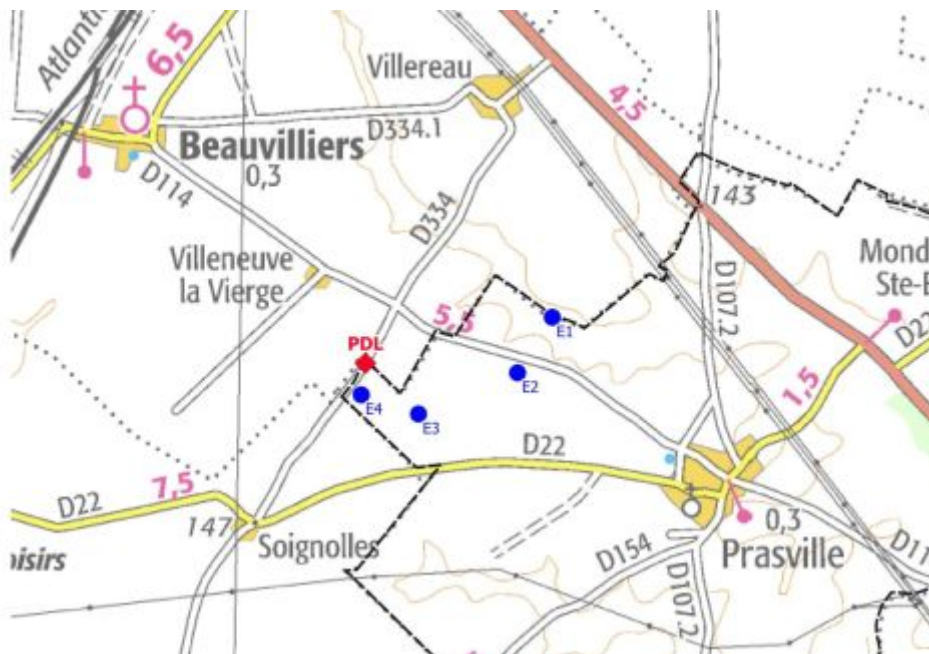 Atlantic
6,5
Villereau
4,5
D334.1
Beauvilliers
0,3
D114
143
D334
Villeneuve
la Vierge
D107.2
Mond
Ste-E
5,5
E1
D22
PDL
E2
1,5
E4
E3
D22
7,5
D22
147
Soignolles
oisirs
0,3
D154
Prasville
D11
D107.2